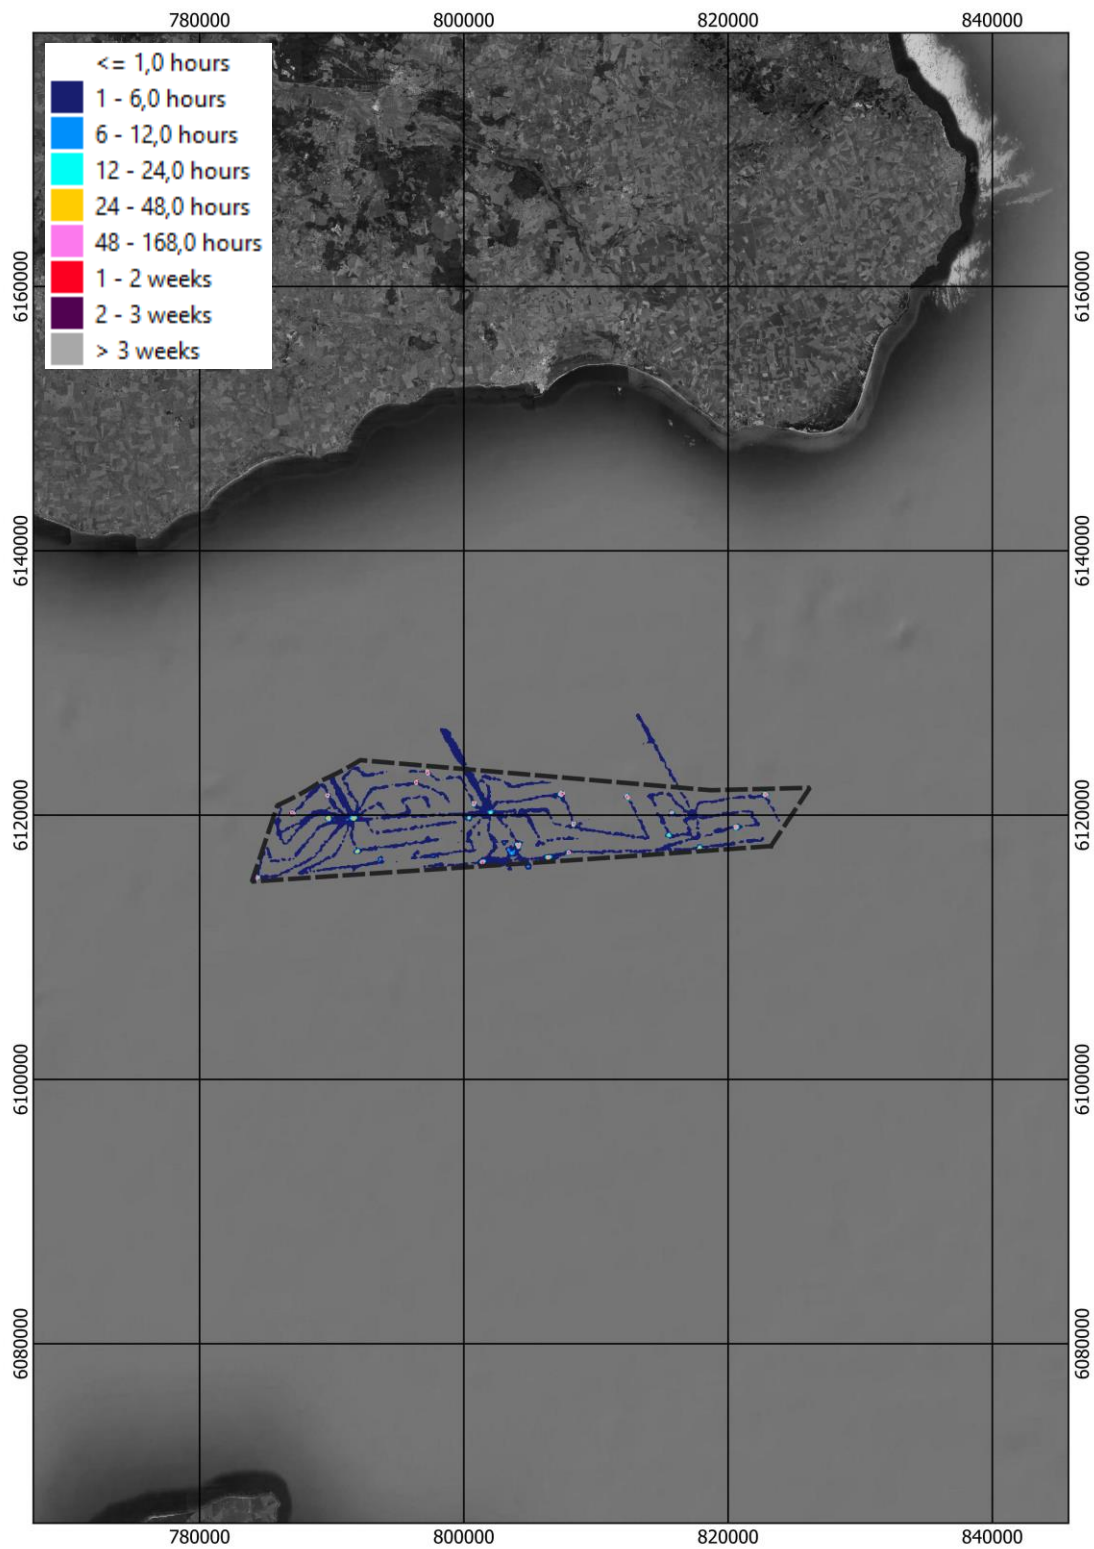 780000 800000 820000 840000
<= 1,0 hours
1 - 6,0 hours
6 - 12,0 hours
12 - 24,0 hours
24 - 48,0 hours
48 - 168,0 hours
1 - 2 weeks
2 - 3 weeks
> 3 weeks
6160000 6160000
6140000 6140000
6120000 6120000
6100000 6100000
6080000 6080000
780000 800000 820000 840000